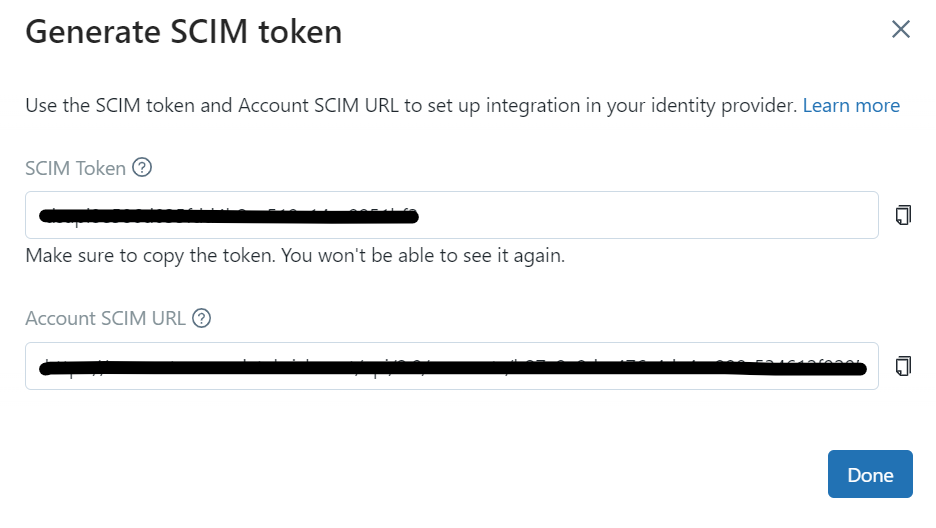 Generate SCIM token
Use the SCIM token and Account SCIM URL to set up integration in your identity provider. Learn more
SCIM Token ?
Make sure to copy the token. You won't be able to see it again.
Account SCIM URL ?
Done